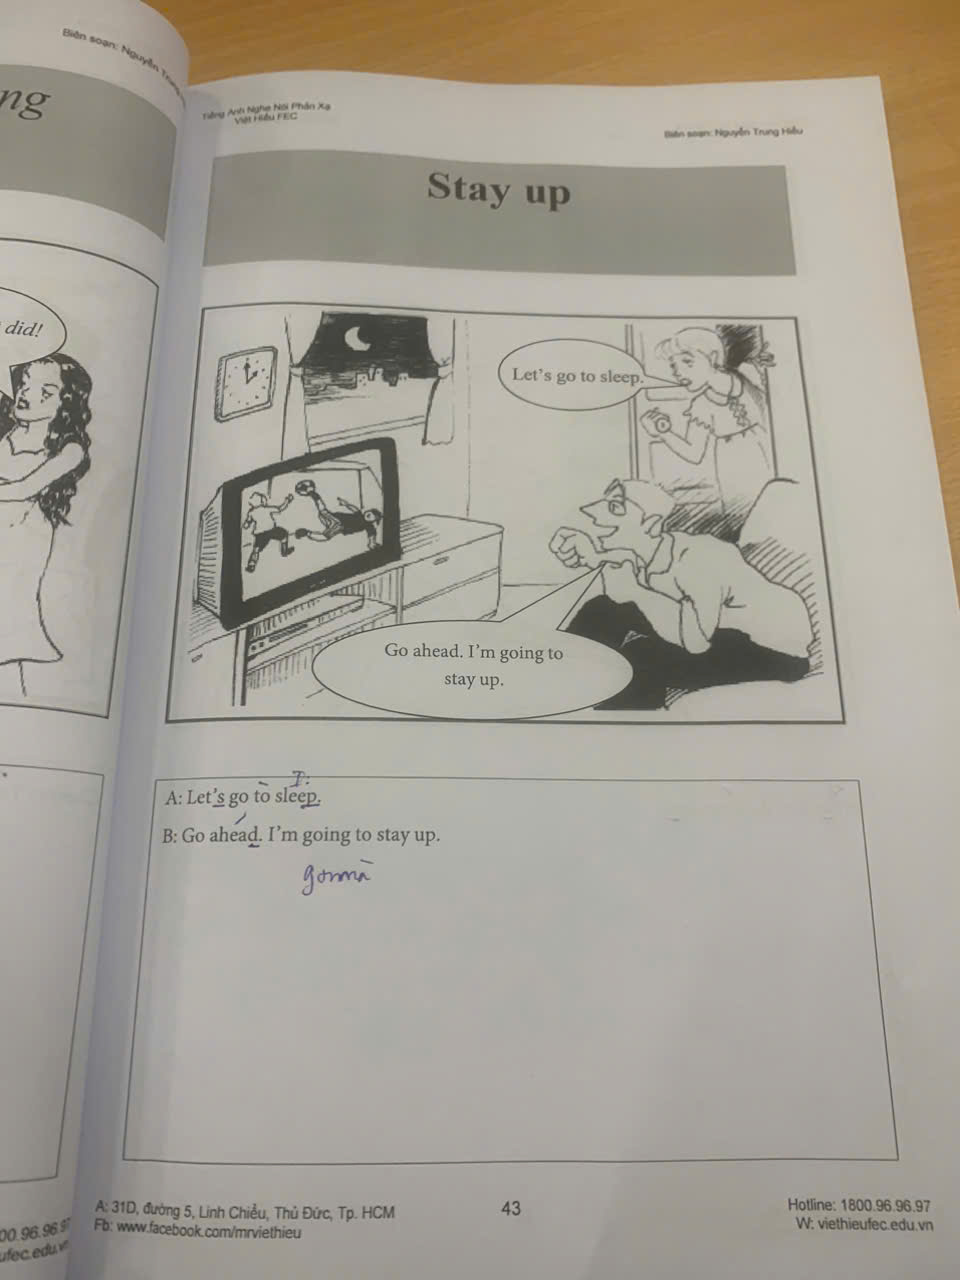 Biên soạn: Nguyễn Trung
ng
did!
00.96.96.97
ufec.edu.vn
Tiếng Anh Nghe Nói Phản Xạ
Việt Hiếu FEC
Biên soạn: Nguyễn Trung Hiếu
Stay up
Let's go to sleep.
Go ahead. I'm going to
stay up.
I:
A: Let's go to sleep.
B: Go ahead. I'm going to stay up.
gonnà
A: 31D, đường 5, Linh Chiểu, Thủ Đức, Tp. HCM
Fb: www.facebook.com/mrviethieu
43
Hotline: 1800.96.96.97
W: viethieufec.edu.vn